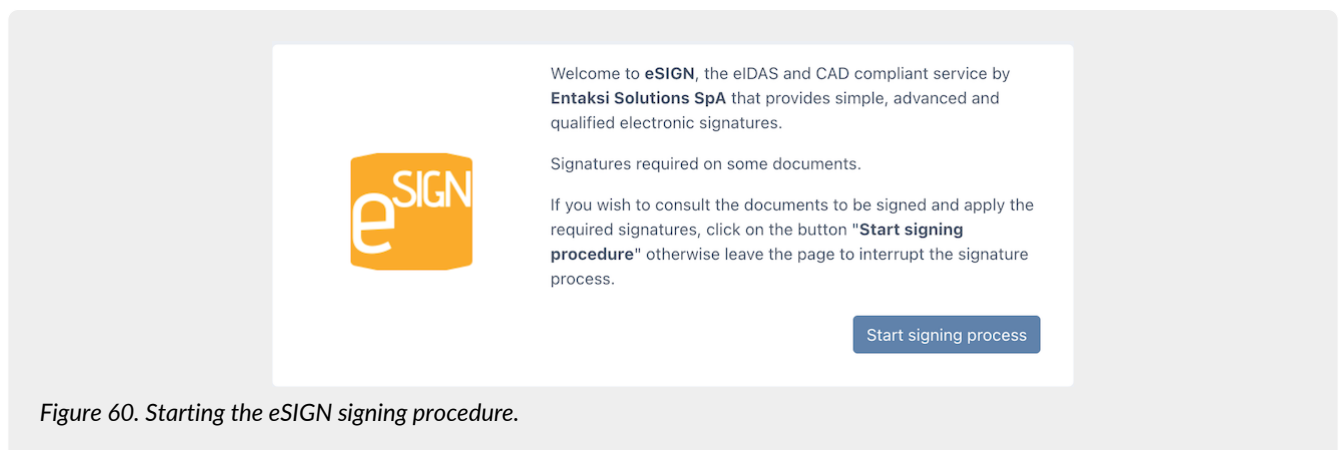 Welcome to eSIGN, the eIDAS and CAD compliant service by
Entaksi Solutions SpA that provides simple, advanced and
qualified electronic signatures.
Signatures required on some documents.
eSIGN
If you wish to consult the documents to be signed and apply the
required signatures, click on the button "Start signing
procedure" otherwise leave the page to interrupt the signature
process.
Start signing process
Figure 60. Starting the eSIGN signing procedure.